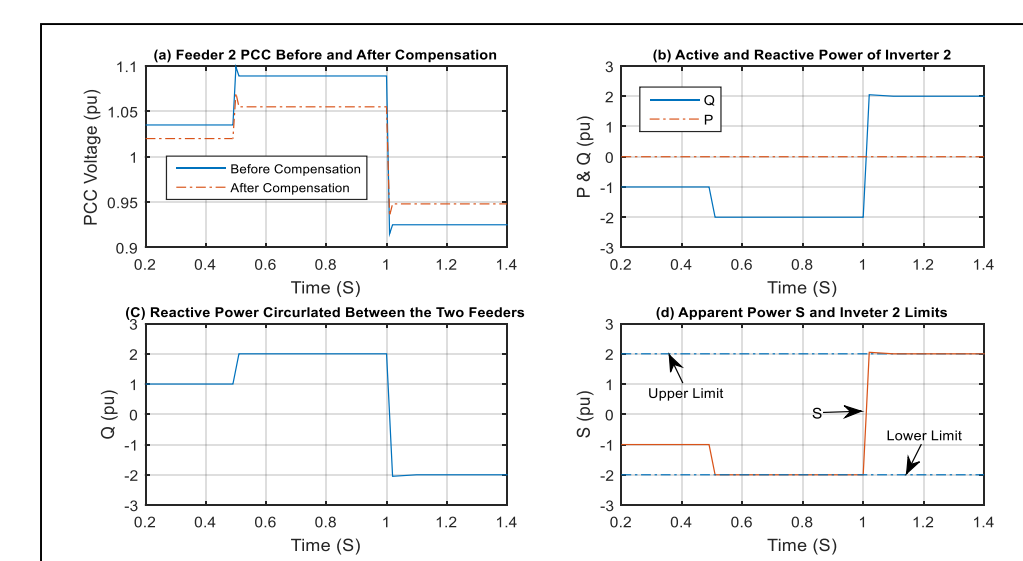 (a) Feeder 2 PCC Before and After Compensation
1.1
1.05
1
0.95
0.9
PCC Voltage (pu)
Before Compensation
After Compensation
0.2 0.4 0.6 0.8 1 1.2 1.4
Time (S)
(b) Active and Reactive Power of Inverter 2
3
2
1
0
-1
-2
-3
P & Q (pu)
Q
P
0.2 0.4 0.6 0.8 1 1.2 1.4
Time (S)
(C) Reactive Power Circurlated Between the Two Feeders
3
2
1
0
-1
-2
-3
Q (pu)
0.2 0.4 0.6 0.8 1 1.2 1.4
Time (S)
(d) Apparent Power S and Inveter 2 Limits
3
2
1
0
-1
-2
-3
S (pu)
Upper Limit
S
Lower Limit
0.2 0.4 0.6 0.8 1 1.2 1.4
Time (S)